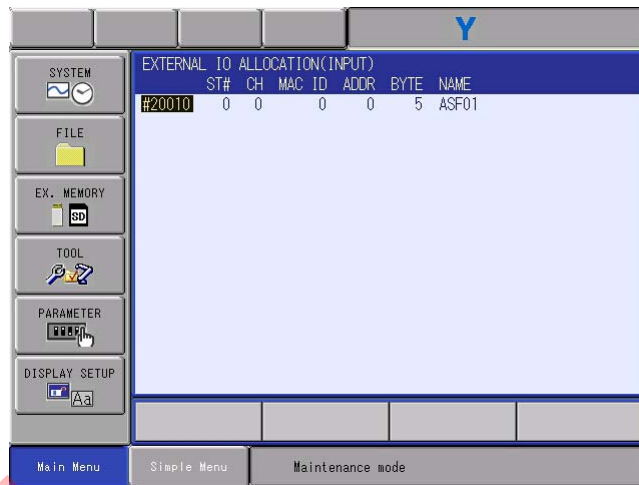 Y
SYSTEM
FILE
EX. MEMORY
SD
TOOL
PARAMETER
DISPLAY SETUP
Aa
EXTERNAL IO ALLOCATION(INPUT)
ST# CH MAC ID ADDR BYTE NAME
#20010 0 0 0 0 5 ASF01
Main Menu
Simple Menu
Maintenance mode